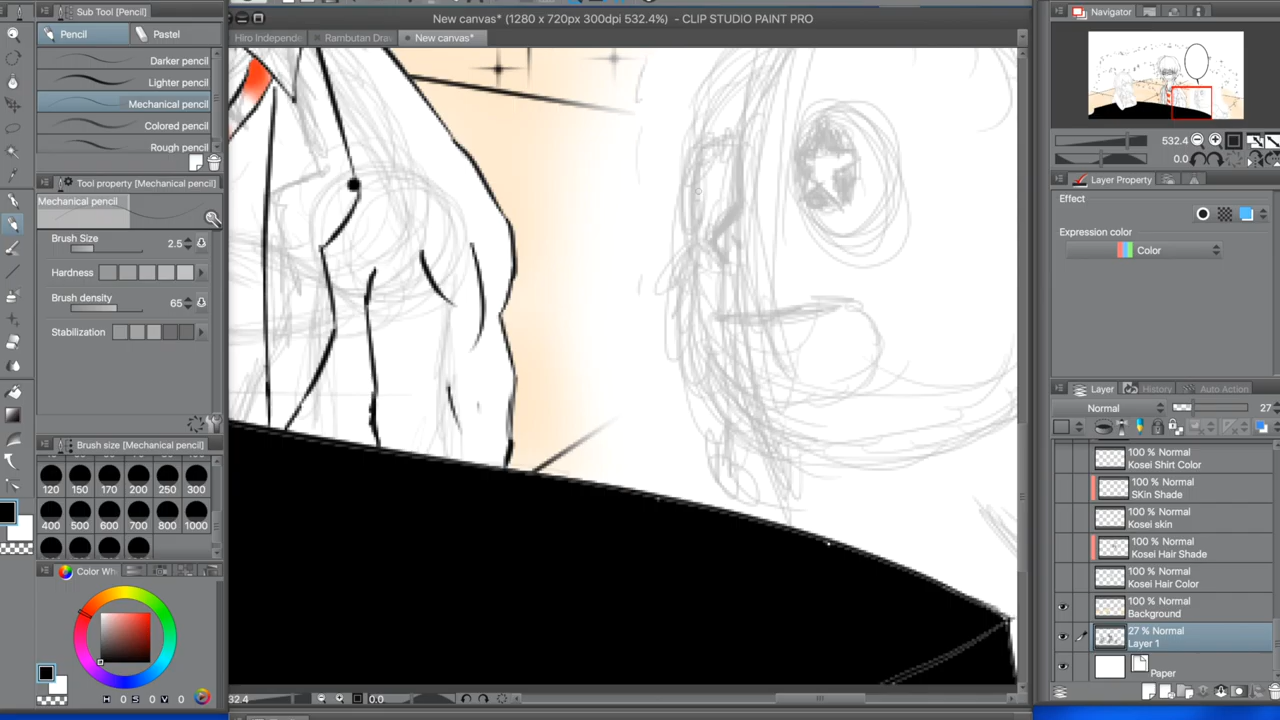 Sub Tool [Pencil]
Pencil
Pastel
Darker pencil
Lighter pencil
Mechanical pencil
Colored pencil
Rough pencil
Tool property [Mechanical pencil]
Mechanical pencil
Brush Size
2.5
Hardness
Brush density
65
Stabilization
Brush size [Mechanical pencil]
120 150 170 200 250 300
400 500 600 700 800 1000
Color Wh
H 0 S 0 V 0
New canvas* (1280 x 720px 300dpi 532.4%) - CLIP STUDIO PAINT PRO
Hiro Independe
Rambutan Dra
New canvas*
32.4
0.0
Navigator
532.4
0.0
Layer Property
Effect
Expression color
Color
Layer
History
Auto Action
Normal
27
100 % Normal
Kosei Shirt Color
100 % Normal
SKin Shade
100 % Normal
Kosei skin
100 % Normal
Kosei Hair Shade
100 % Normal
Kosei Hair Color
100 % Normal
Background
27 % Normal
Layer 1
Paper